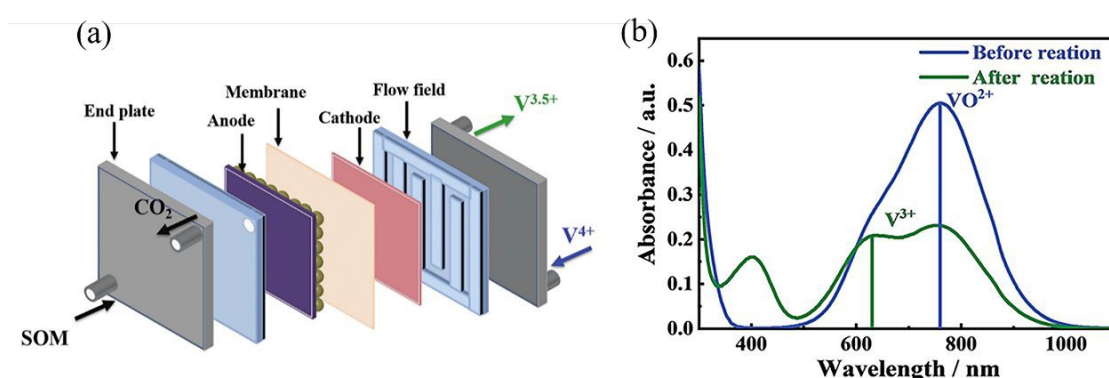 (a)
End plate
Membrane
Anode
Cathode
Flow field
V3.5+
CO2
V4+
SOM
(b)
Before reation
After reation
VO2+
V3+
Absorbance / a.u.
0.6
0.5
0.4
0.3
0.2
0.1
0.0
400
600
800
1000
Wavelength / nm